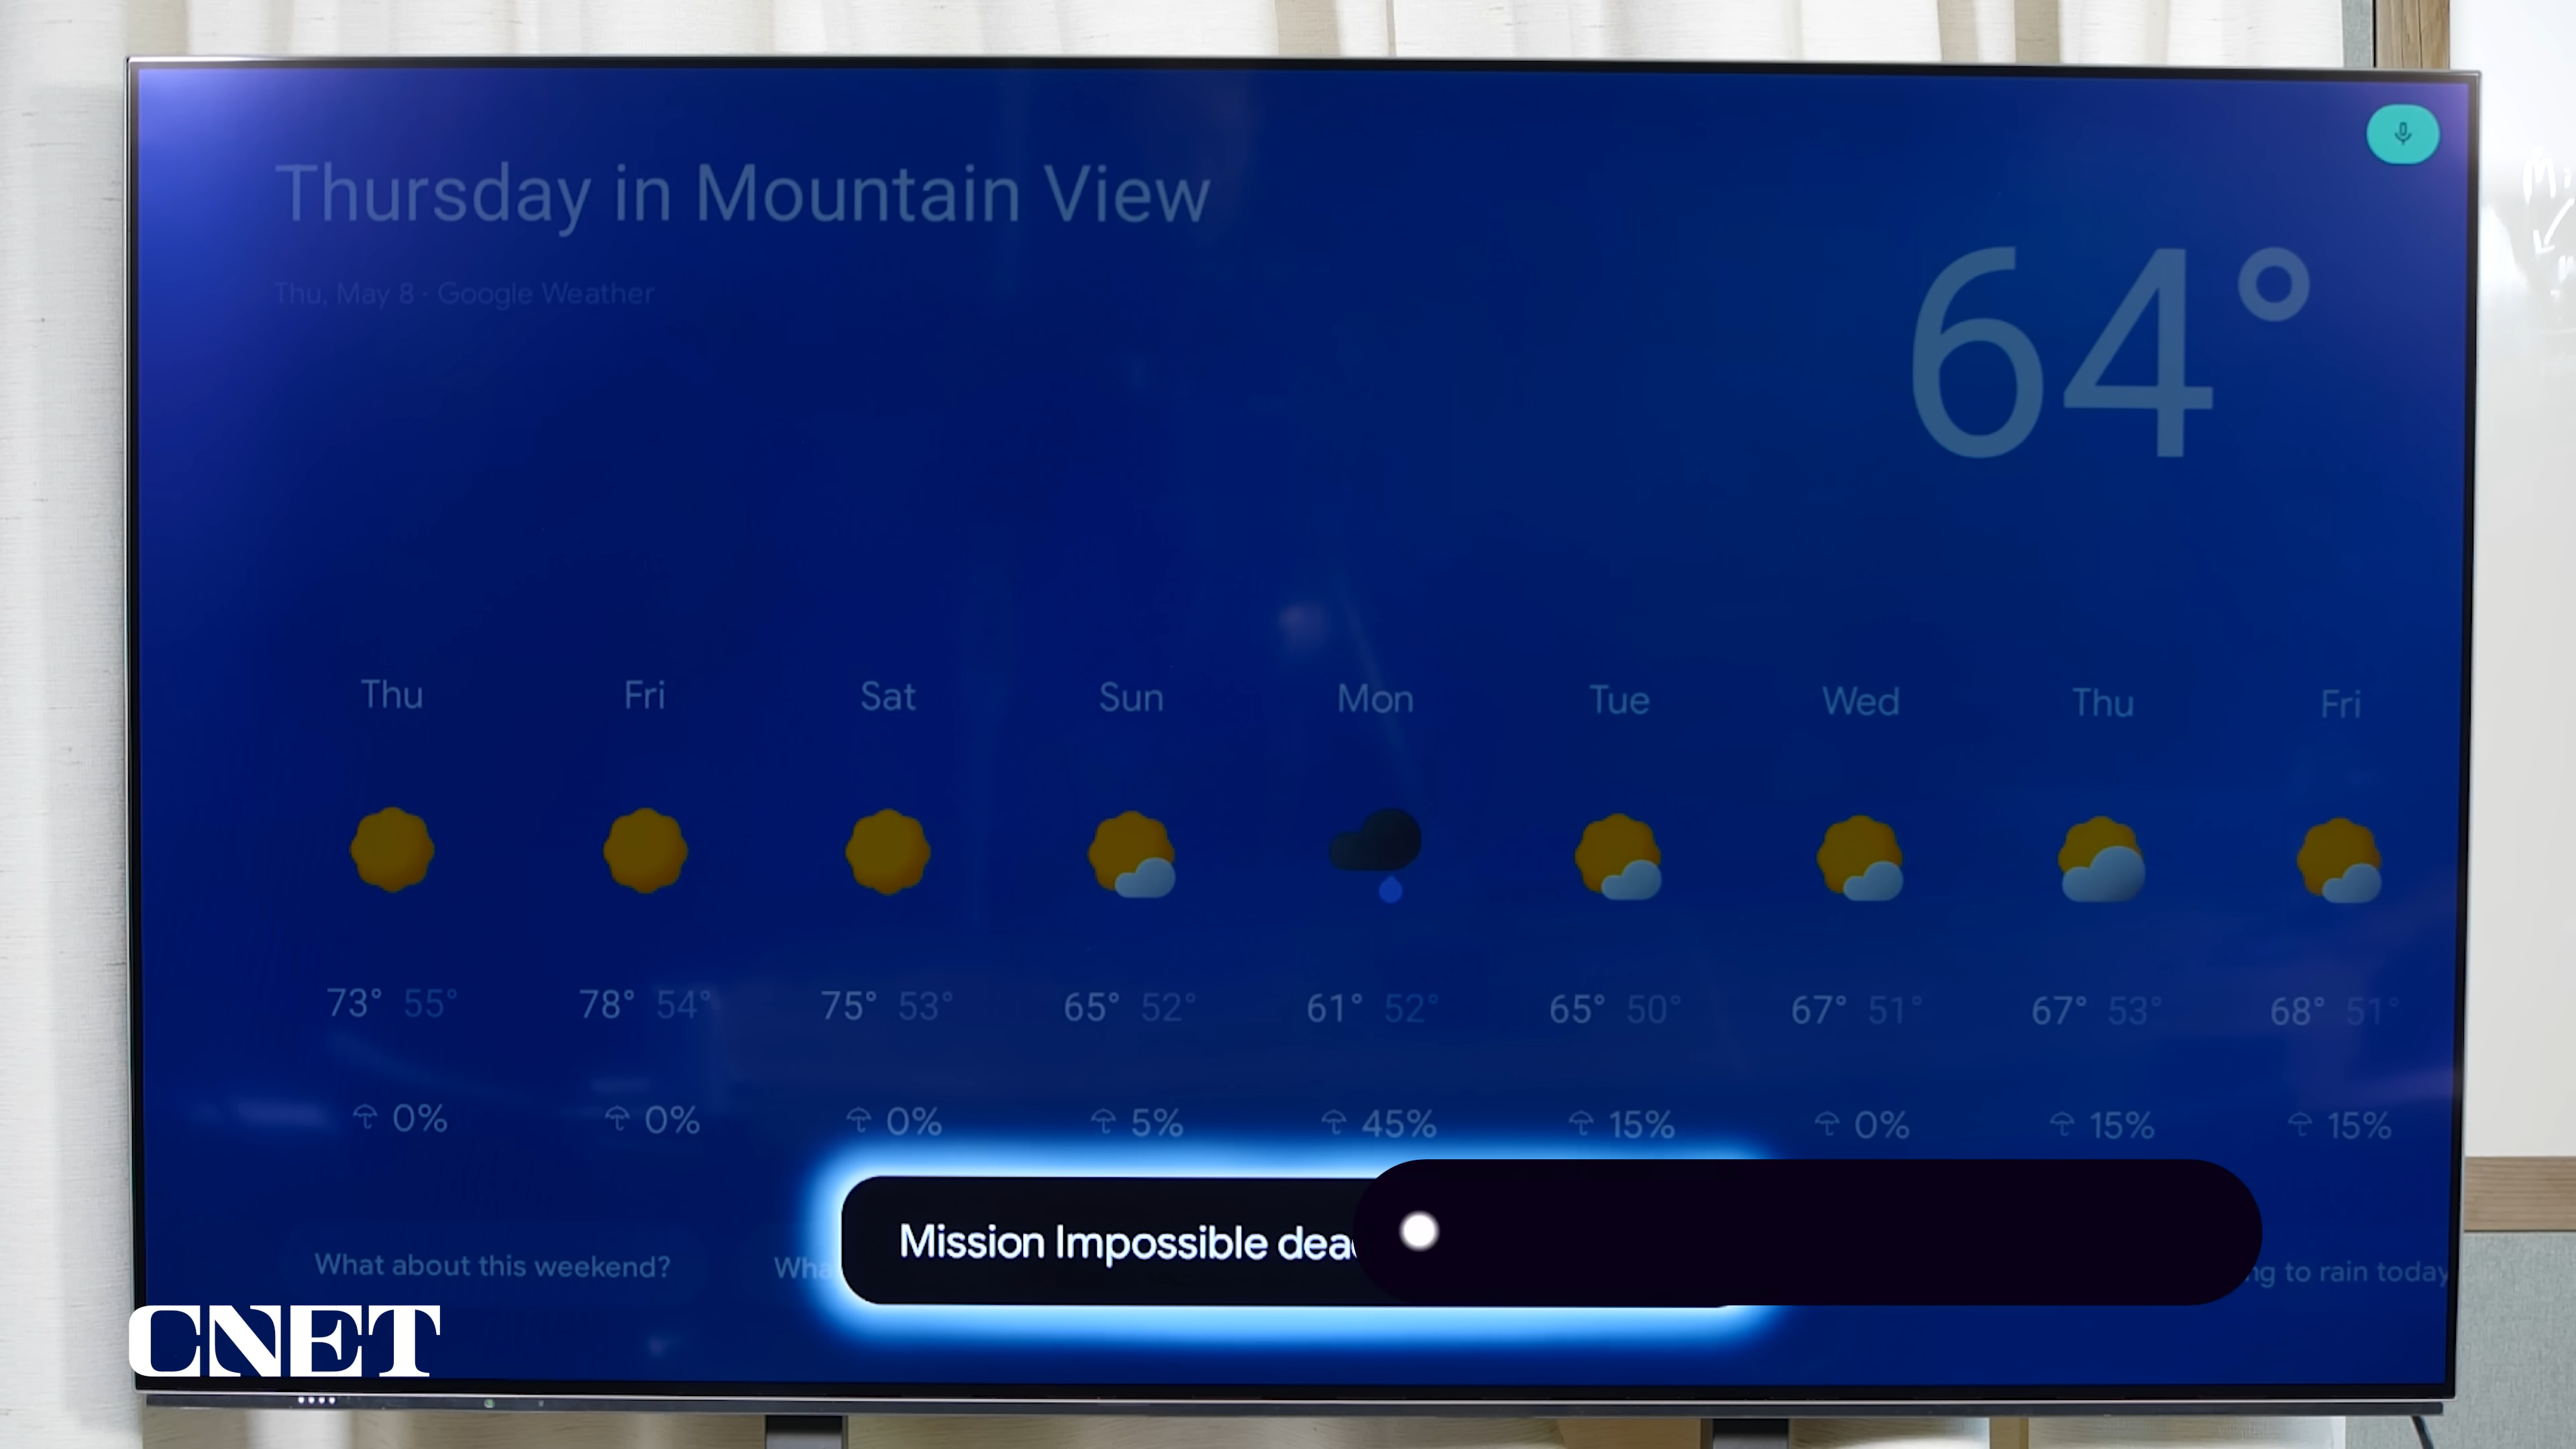 Thursday in Mountain View
Thu, May 8 · Google Weather
64°
Thu Fri Sat Sun Mon Tue Wed Thu Fri
73° 55° 78° 54° 75° 53° 65° 52° 61° 52° 65° 50° 67° 51° 67° 53° 68° 51°
0% 0% 0% 5% 45% 15% 0% 15% 15%
Mission Impossible
What about this weekend? to rain today
CNET